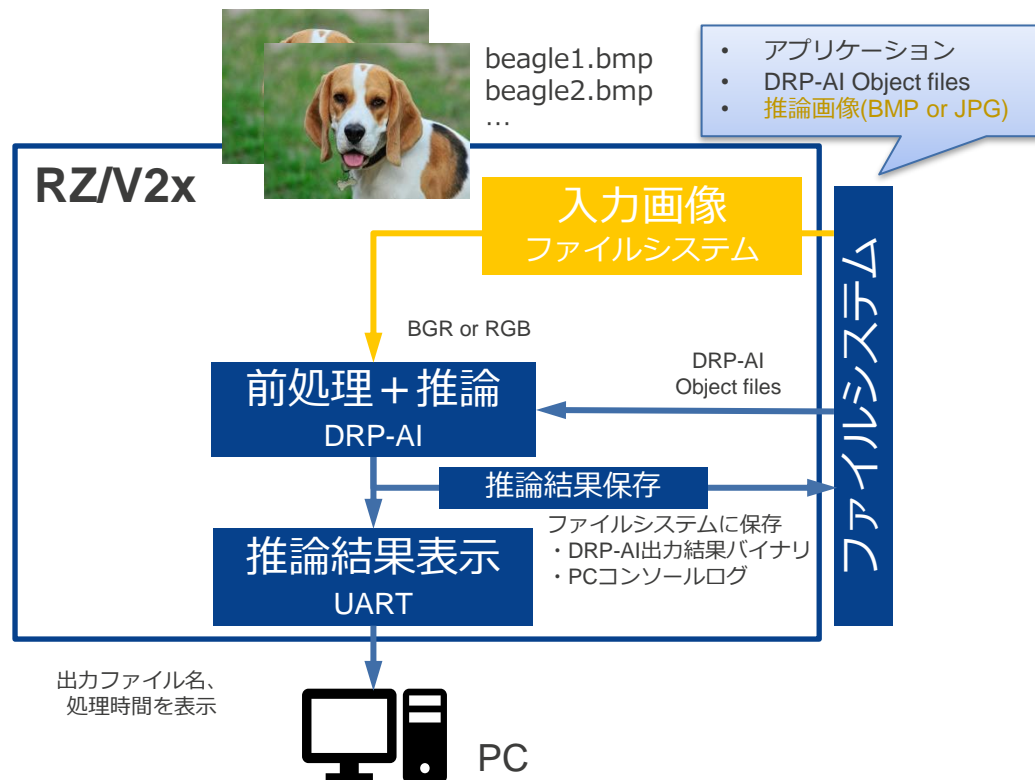 beagle1.bmp
beagle2.bmp
…
• アプリケーション
• DRP-AI Object files
• 推論画像(BMP or JPG)
RZ/V2x
入力画像
ファイルシステム
ファイルシステム
BGR or RGB
DRP-AI
Object files
前処理＋推論
DRP-AI
推論結果保存
ファイルシステムに保存
・DRP-AI出力結果バイナリ
・PCコンソールログ
推論結果表示
UART
出力ファイル名、
処理時間を表示
PC